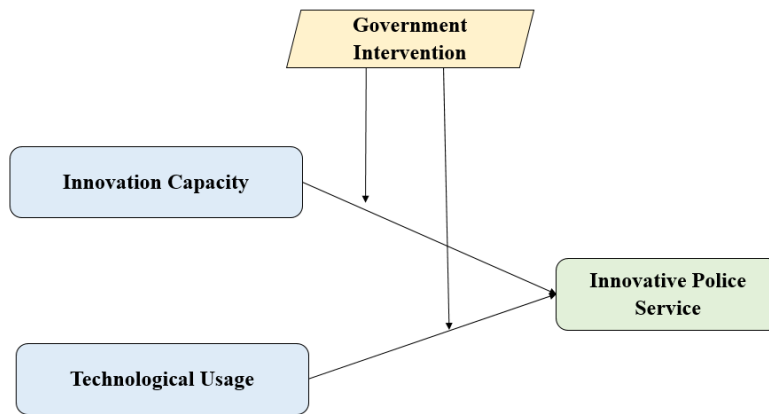 Government
Intervention
Innovation Capacity
Innovative Police
Service
Technological Usage